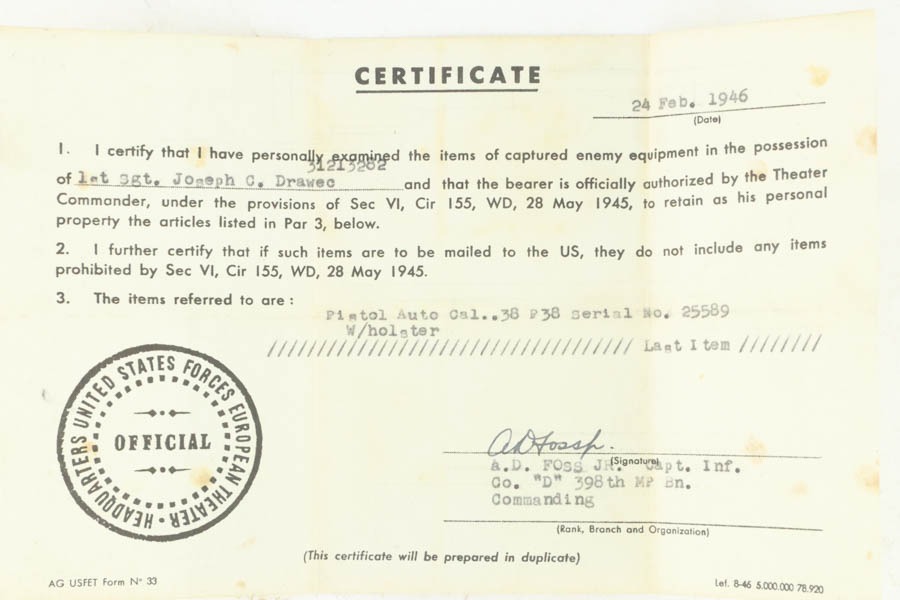 CERTIFICATE
24 Feb. 1946
(Date)
1. I certify that I have personally examined the items of captured enemy equipment in the possession
31213282
of 1st Sgt. Joseph C. Drawec and that the bearer is officially authorized by the Theater
Commander, under the provisions of Sec VI, Cir 155, WD, 28 May 1945, to retain as his personal
property the articles listed in Par 3, below.
2. I further certify that if such items are to be mailed to the US, they do not include any items
prohibited by Sec VI, Cir 155, WD, 28 May 1945.
3. The items referred to are :
Pistol Auto Cal..38 P38 Serial No. 25589
W/holster
//////////////////////////////////// Last Item ////////
HEADQUARTERS UNITED STATES FORCES EUROPEAN THEATER
OFFICIAL
A.D. FOSS JR. Capt. Inf.
(Signature)
Co. "D" 398th MP Bn.
Commanding
(Rank, Branch and Organization)
(This certificate will be prepared in duplicate)
AG USFET Form N° 33
Lef. 8-46 5.000.000 78.920